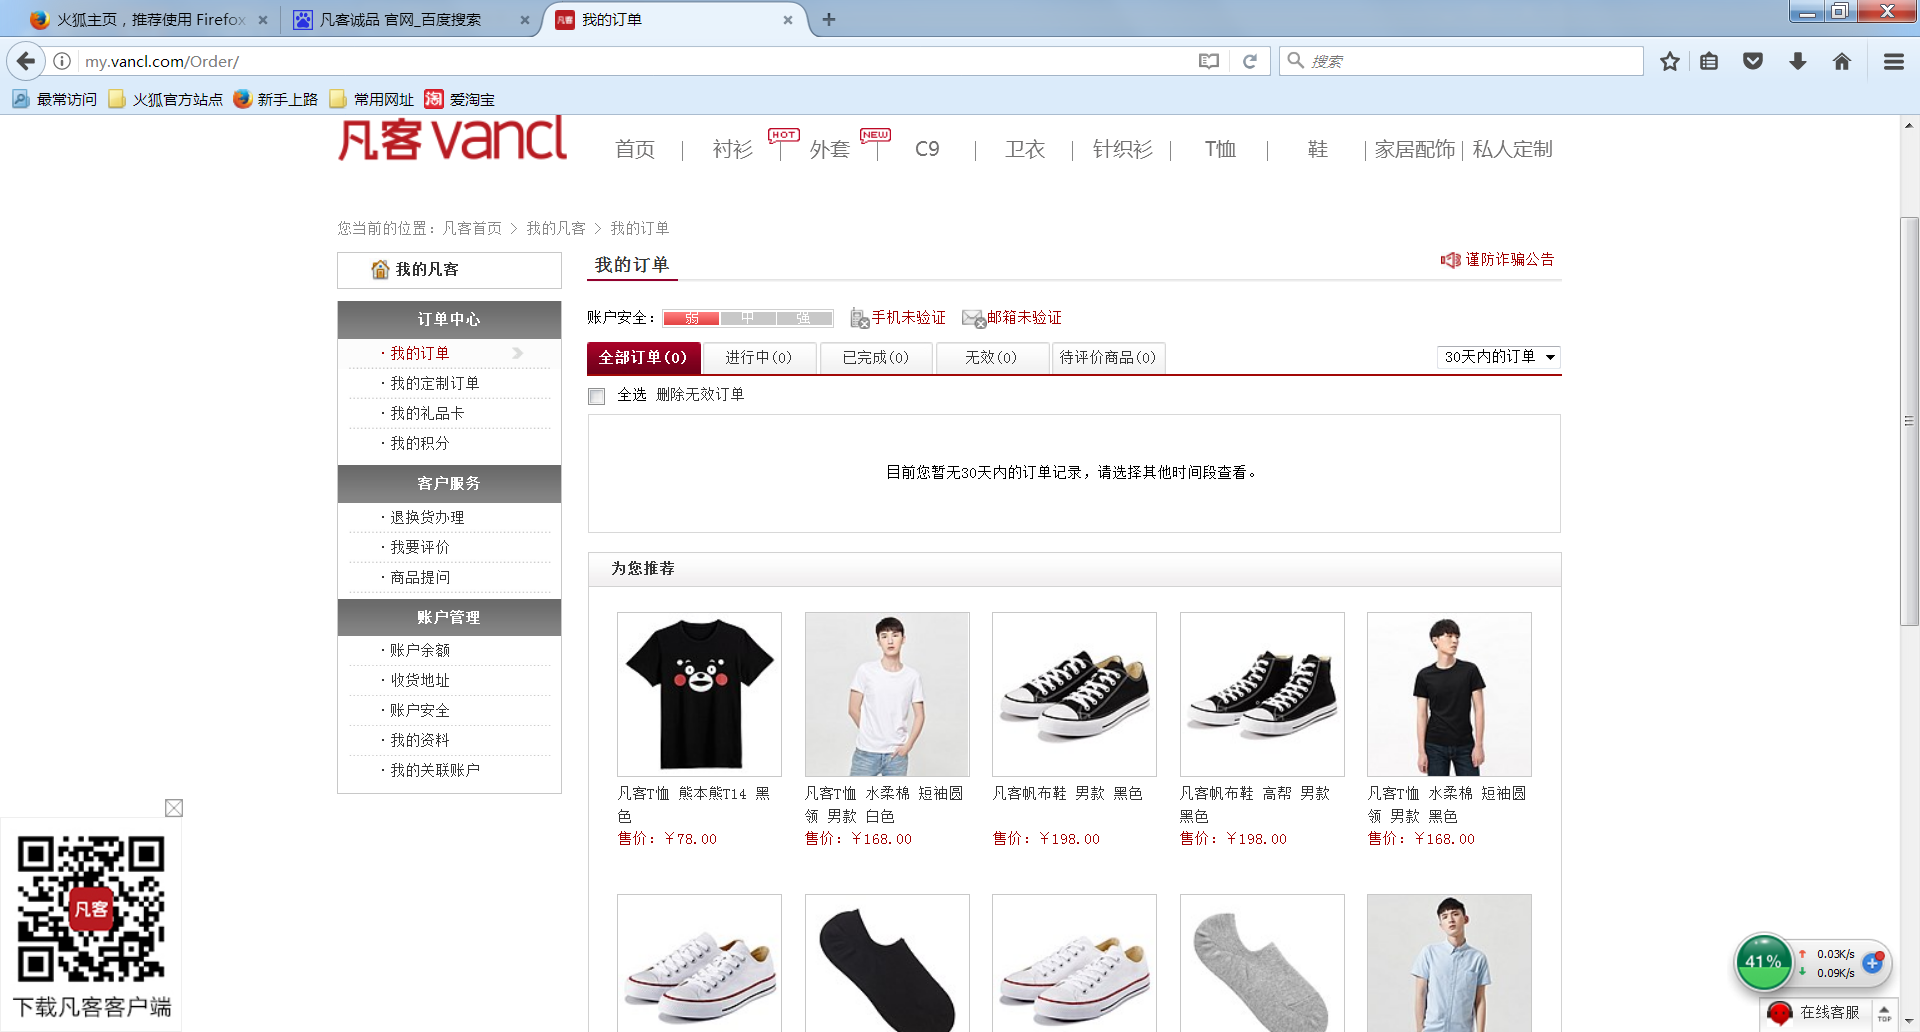 火狐主页，推荐使用 Firefox
凡客诚品 官网_百度搜索
我的订单
my.vancl.com/Order/
搜索
最常访问
火狐官方站点
新手上路
常用网址
爱淘宝
凡客 vancl
首页
衬衫
HOT
外套
NEW
C9
卫衣
针织衫
T恤
鞋
家居配饰
私人定制
您当前的位置：凡客首页 > 我的凡客 > 我的订单
我的凡客
订单中心
·我的订单
·我的定制订单
·我的礼品卡
·我的积分
客户服务
·退换货办理
·我要评价
·商品提问
账户管理
·账户余额
·收货地址
·账户安全
·我的资料
·我的关联账户
我的订单
谨防诈骗公告
账户安全：
弱 中 强
手机未验证
邮箱未验证
全部订单(0)
进行中(0)
已完成(0)
无效(0)
待评价商品(0)
30天内的订单
全选 删除无效订单
目前您暂无30天内的订单记录，请选择其他时间段查看。
为您推荐
凡客T恤 熊本熊T14 黑
色
售价：￥78.00
凡客T恤 水柔棉 短袖圆
领 男款 白色
售价：￥168.00
凡客帆布鞋 男款 黑色
售价：￥198.00
凡客帆布鞋 高帮 男款
黑色
售价：￥198.00
凡客T恤 水柔棉 短袖圆
领 男款 黑色
售价：￥168.00
凡客
下载凡客客户端
41%
0.03K/s
0.09K/s
在线客服
TOP